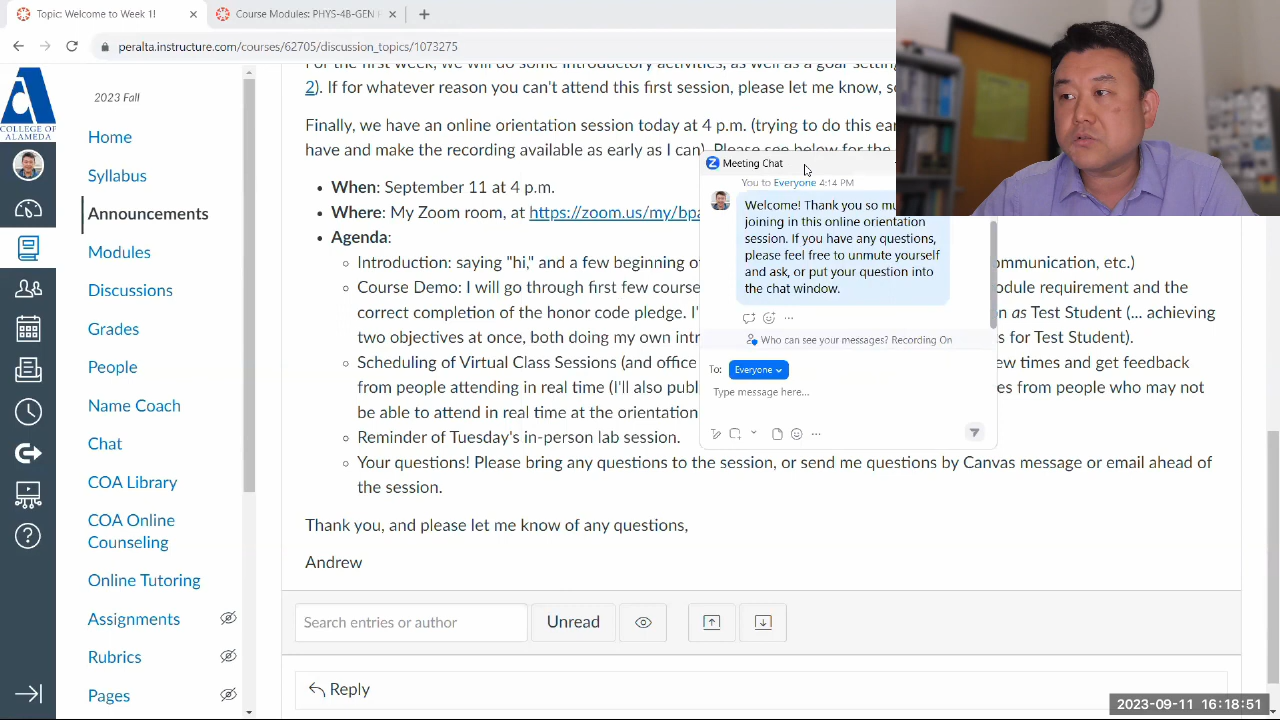 Topic: Welcome to Week 1!
Course Modules: PHYS-4B-GEN
peralta.instructure.com/courses/62705/discussion_topics/1073275
COLLEGE OF
ALAMEDA
2023 Fall
Home
Syllabus
Announcements
Modules
Discussions
Grades
People
Name Coach
Chat
COA Library
COA Online
Counseling
Online Tutoring
Assignments
Rubrics
Pages
For the first week, we will do some introductory activities, as well as a goal setting
2). If for whatever reason you can't attend this first session, please let me know,
Finally, we have an online orientation session today at 4 p.m. (trying to do this
have and make the recording available as early as I can). Please see below for the
When: September 11 at 4 p.m.
Where: My Zoom room, at https://zoom.us/my/bpa
Agenda:
Introduction: saying "hi," and a few beginning of ommunication, etc.)
Course Demo: I will go through first few course odule requirement and the
correct completion of the honor code pledge. I' on as Test Student (... achieving
two objectives at once, both doing my own intr s for Test Student).
Scheduling of Virtual Class Sessions (and office ew times and get feedback
from people attending in real time (I'll also publ es from people who may not
be able to attend in real time at the orientation
Reminder of Tuesday's in-person lab session.
Your questions! Please bring any questions to the session, or send me questions by Canvas message or email ahead of
the session.
Thank you, and please let me know of any questions,
Andrew
Search entries or author
Unread
Reply
Meeting Chat
You to Everyone 4:14 PM
Welcome! Thank you so mu
joining in this online orientation
session. If you have any questions,
please feel free to unmute yourself
and ask, or put your question into
the chat window.
Who can see your messages? Recording On
To: Everyone
Type message here...
2023-09-11 16:18:51